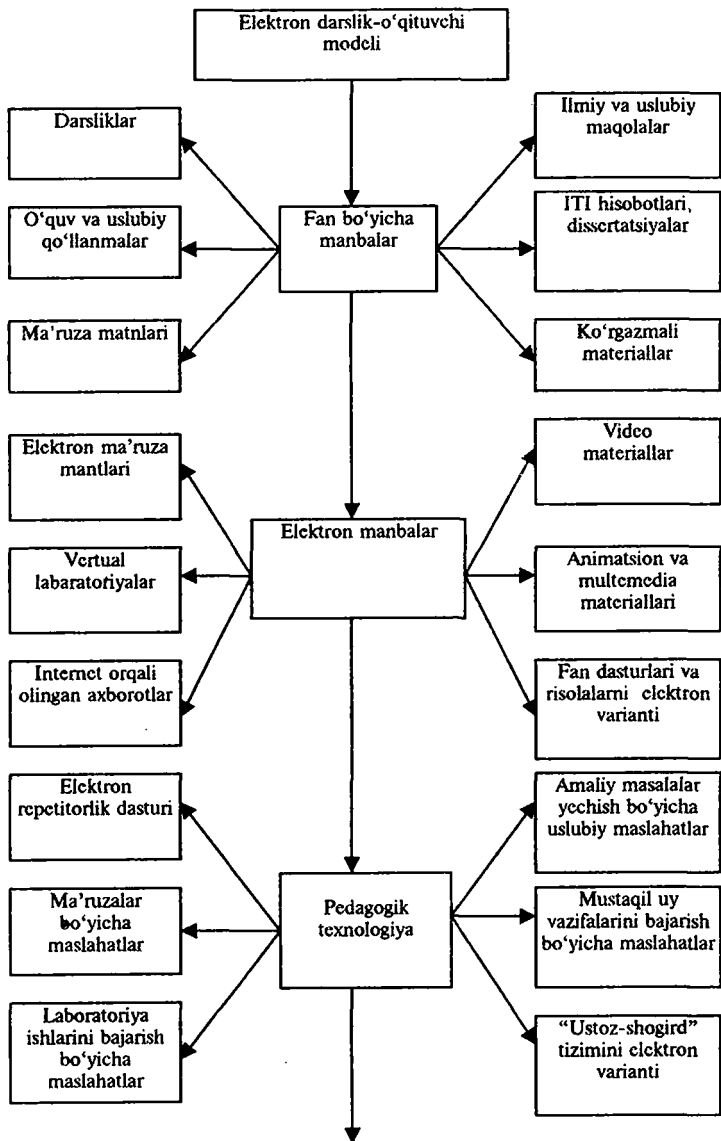 Elektron darslik-o‘qituvchi
modeli
Darsliklar
O‘quv va uslubiy
qo‘llanmalar
Ma’ruza matnlari
Fan bo‘yicha
manbalar
Ilmiy va uslubiy
maqolalar
ITI hisobotlari,
dissertatsiyalar
Ko‘rgazmali
materiallar
Elektron ma’ruza
mantlari
Vertual
labaratoriyalar
Internet orqali
olingan axborotlar
Elektron manbalar
Video
materiallar
Animatsion va
multemedia
materiallari
Fan dasturlari va
risolalarni elektron
varianti
Elektron
repetitorlik dasturi
Ma’ruzalar
bo‘yicha
maslahatlar
Laboratoriya
ishlarini bajarish
bo‘yicha
maslahatlar
Pedagogik
texnologiya
Amaliy masalalar
yechish bo‘yicha
uslubiy maslahatlar
Mustaqil uy
vazifalarini bajarish
bo‘yicha maslahatlar
“Ustoz-shogird”
tizimini elektron
varianti